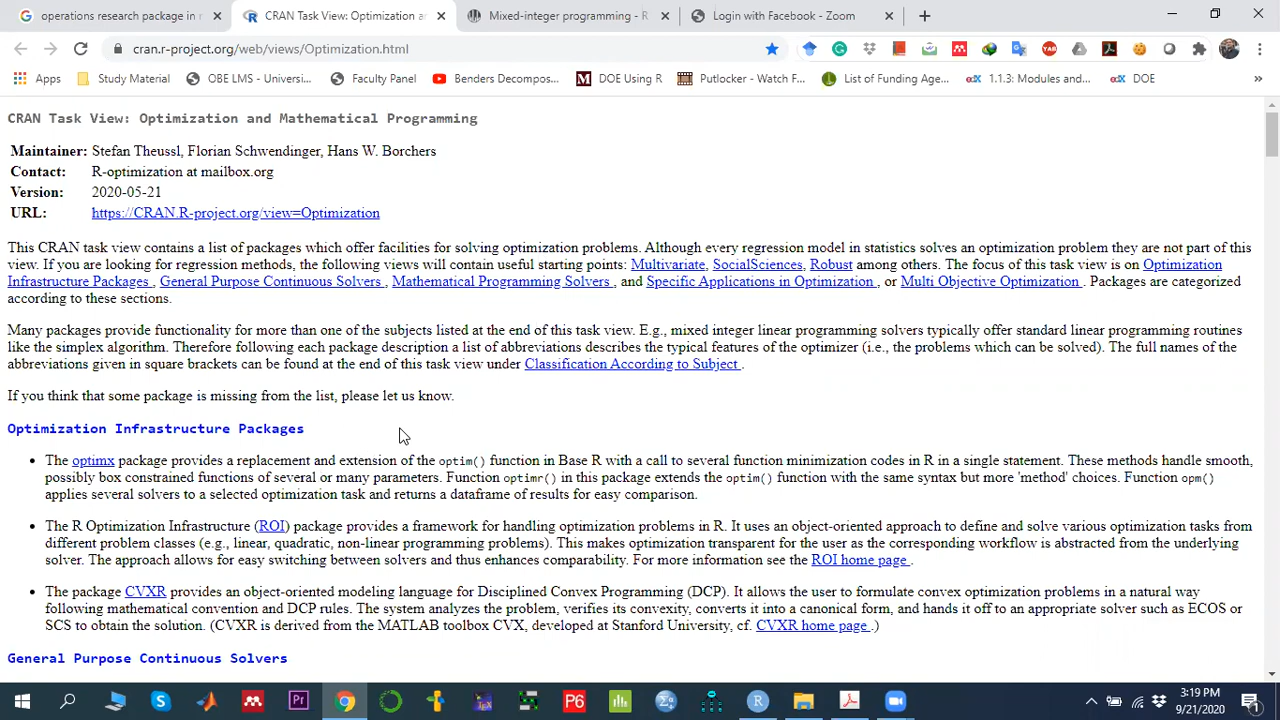 operations research package in r
CRAN Task View: Optimization an
Mixed-integer programming - R
Login with Facebook - Zoom
cran.r-project.org/web/views/Optimization.html
Apps
Study Material
OBE LMS - Universi...
Faculty Panel
Benders Decompos...
DOE Using R
Putlocker - Watch F...
List of Funding Age...
1.1.3: Modules and...
DOE
CRAN Task View: Optimization and Mathematical Programming
Maintainer: Stefan Theussl, Florian Schwendinger, Hans W. Borchers
Contact: R-optimization at mailbox.org
Version: 2020-05-21
URL: https://CRAN.R-project.org/view=Optimization
This CRAN task view contains a list of packages which offer facilities for solving optimization problems. Although every regression model in statistics solves an optimization problem they are not part of this
view. If you are looking for regression methods, the following views will contain useful starting points: Multivariate, SocialSciences, Robust among others. The focus of this task view is on Optimization
Infrastructure Packages , General Purpose Continuous Solvers , Mathematical Programming Solvers , and Specific Applications in Optimization , or Multi Objective Optimization . Packages are categorized
according to these sections.
Many packages provide functionality for more than one of the subjects listed at the end of this task view. E.g., mixed integer linear programming solvers typically offer standard linear programming routines
like the simplex algorithm. Therefore following each package description a list of abbreviations describes the typical features of the optimizer (i.e., the problems which can be solved). The full names of the
abbreviations given in square brackets can be found at the end of this task view under Classification According to Subject .
If you think that some package is missing from the list, please let us know.
Optimization Infrastructure Packages
• The optimx package provides a replacement and extension of the optim() function in Base R with a call to several function minimization codes in R in a single statement. These methods handle smooth,
possibly box constrained functions of several or many parameters. Function optimr() in this package extends the optim() function with the same syntax but more 'method' choices. Function opm()
applies several solvers to a selected optimization task and returns a dataframe of results for easy comparison.
• The R Optimization Infrastructure (ROI) package provides a framework for handling optimization problems in R. It uses an object-oriented approach to define and solve various optimization tasks from
different problem classes (e.g., linear, quadratic, non-linear programming problems). This makes optimization transparent for the user as the corresponding workflow is abstracted from the underlying
solver. The approach allows for easy switching between solvers and thus enhances comparability. For more information see the ROI home page .
• The package CVXR provides an object-oriented modeling language for Disciplined Convex Programming (DCP). It allows the user to formulate convex optimization problems in a natural way
following mathematical convention and DCP rules. The system analyzes the problem, verifies its convexity, converts it into a canonical form, and hands it off to an appropriate solver such as ECOS or
SCS to obtain the solution. (CVXR is derived from the MATLAB toolbox CVX, developed at Stanford University, cf. CVXR home page .)
General Purpose Continuous Solvers
3:19 PM
9/21/2020